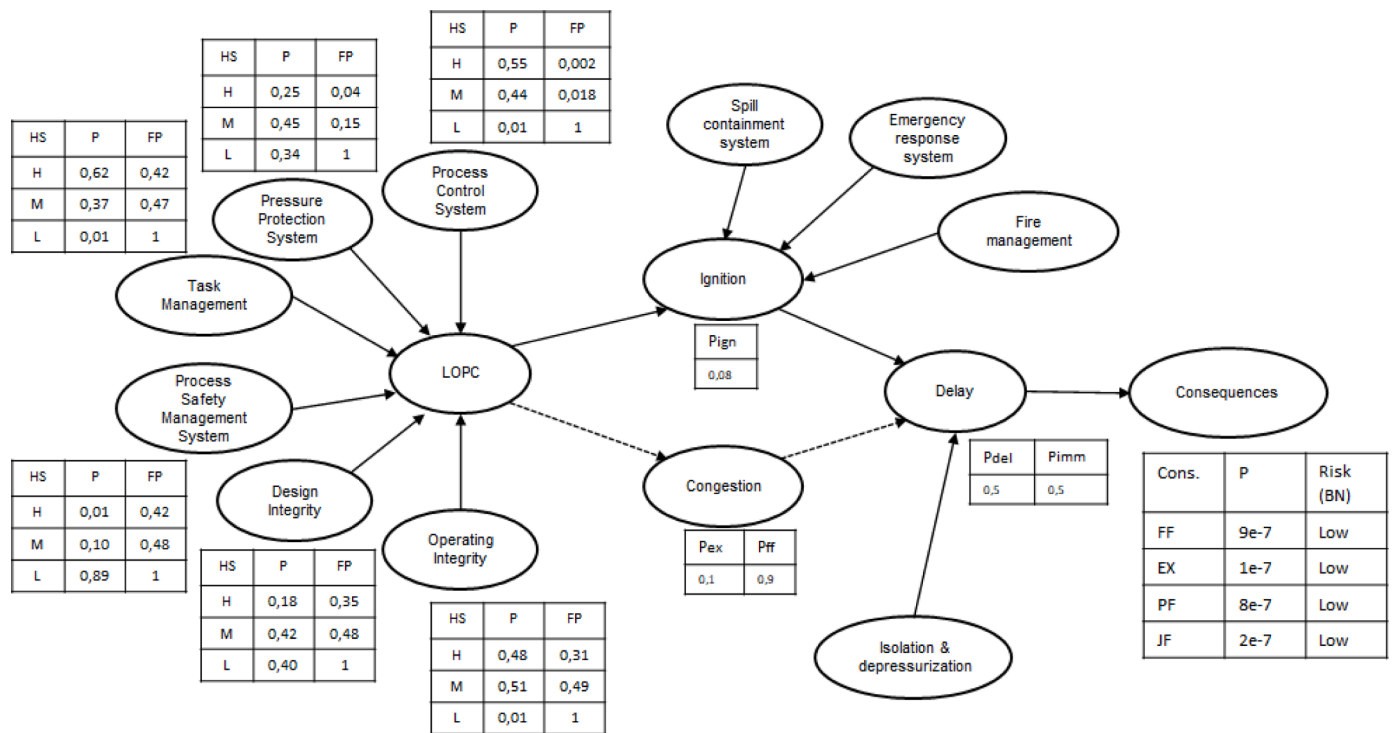 HS P FP
H 0,55 0,002
M 0,44 0,018
L 0,01 1
HS P FP
H 0,25 0,04
M 0,45 0,15
L 0,34 1
HS P FP
H 0,62 0,42
M 0,37 0,47
L 0,01 1
Spill
containment
system
Emergency
response
system
Process
Control
System
Pressure
Protection
System
Fire
management
Task
Management
Ignition
Pign
0,08
LOPC
Process
Safety
Management
System
Delay
Pdel Pimm
0,5 0,5
Consequences
Cons. P Risk
(BN)
FF 9e-7 Low
EX 1e-7 Low
PF 8e-7 Low
JF 2e-7 Low
HS P FP
H 0,01 0,42
M 0,10 0,48
L 0,89 1
Design
Integrity
HS P FP
H 0,18 0,35
M 0,42 0,48
L 0,40 1
Operating
Integrity
HS P FP
H 0,48 0,31
M 0,51 0,49
L 0,01 1
Congestion
Pex Pff
0,1 0,9
Isolation &
depressurization